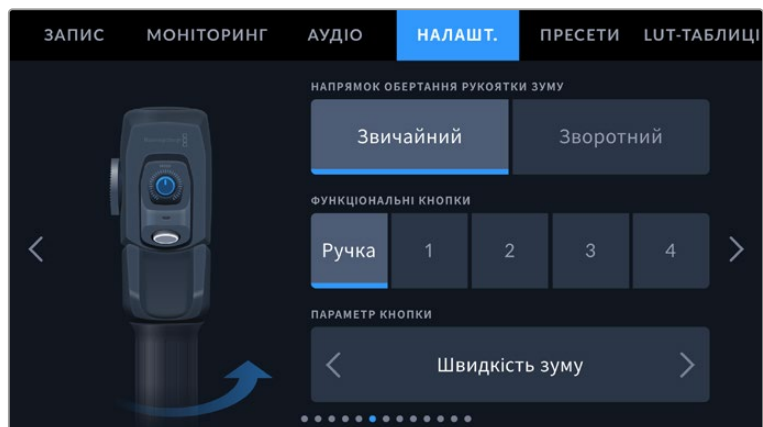 ЗАПИС МОНІТОРИНГ АУДІО НАЛАШТ. ПРЕСЕТИ LUT-ТАБЛИЦІ
НАПРЯМОК ОБЕРТАННЯ РУКОЯТКИ ЗУМУ
Звичайний Зворотний
ФУНКЦІОНАЛЬНІ КНОПКИ
Ручка 1 2 3 4
ПАРАМЕТР КНОПКИ
Швидкість зуму